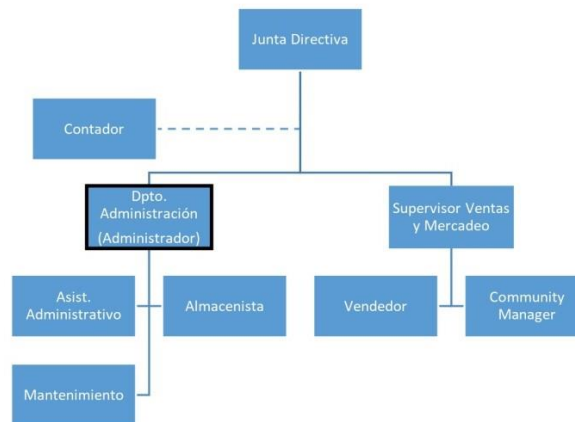 Junta Directiva
Contador
Dpto.
Administración
(Administrador)
Supervisor Ventas
y Mercadeo
Asist.
Administrativo
Almacenista
Vendedor
Community
Manager
Mantenimiento